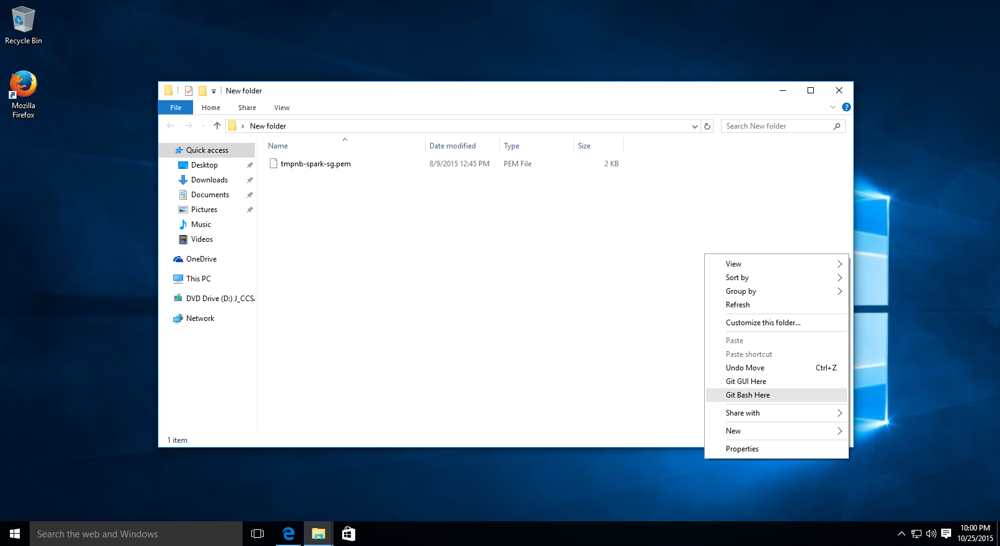 Recycle Bin
Mozilla
Firefox
New folder
File
Home
Share
View
New folder
Search New folder
Name
Date modified
Type
Size
tmpnb-spark-sg.pem
8/9/2015 12:45 PM
PEM File
2 KB
Quick access
Desktop
Downloads
Documents
Pictures
Music
Videos
OneDrive
This PC
DVD Drive (D:) J_CCSA
Network
1 item
View
Sort by
Group by
Refresh
Customize this folder...
Paste
Paste shortcut
Undo Move Ctrl+Z
Git GUI Here
Git Bash Here
Share with
New
Properties
Search the web and Windows
10:00 PM
10/25/2015